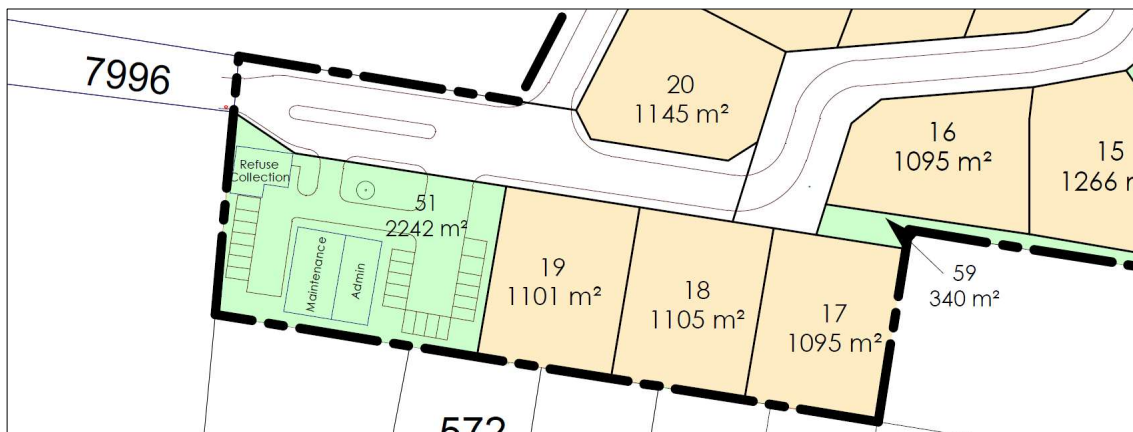 7996
20
1145 m²
16
1095 m²
15
Refuse
Collection
51
2242 m²
Maintenance
Admin
19
1101 m²
18
1105 m²
17
1095 m²
59
340 m²
1266
572